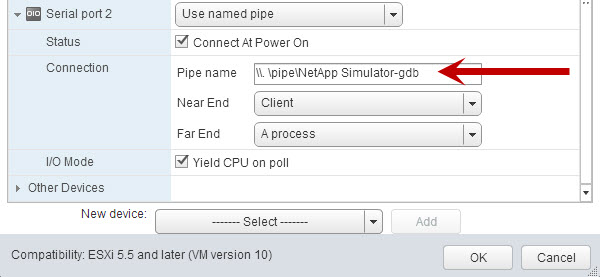 Serial port 2 Use named pipe
Status Connect At Power On
Connection Pipe name \\. \pipe\NetApp Simulator-gdb
Near End Client
Far End A process
I/O Mode Yield CPU on poll
Other Devices
New device: ------- Select ------- Add
Compatibility: ESXi 5.5 and later (VM version 10) OK Cancel